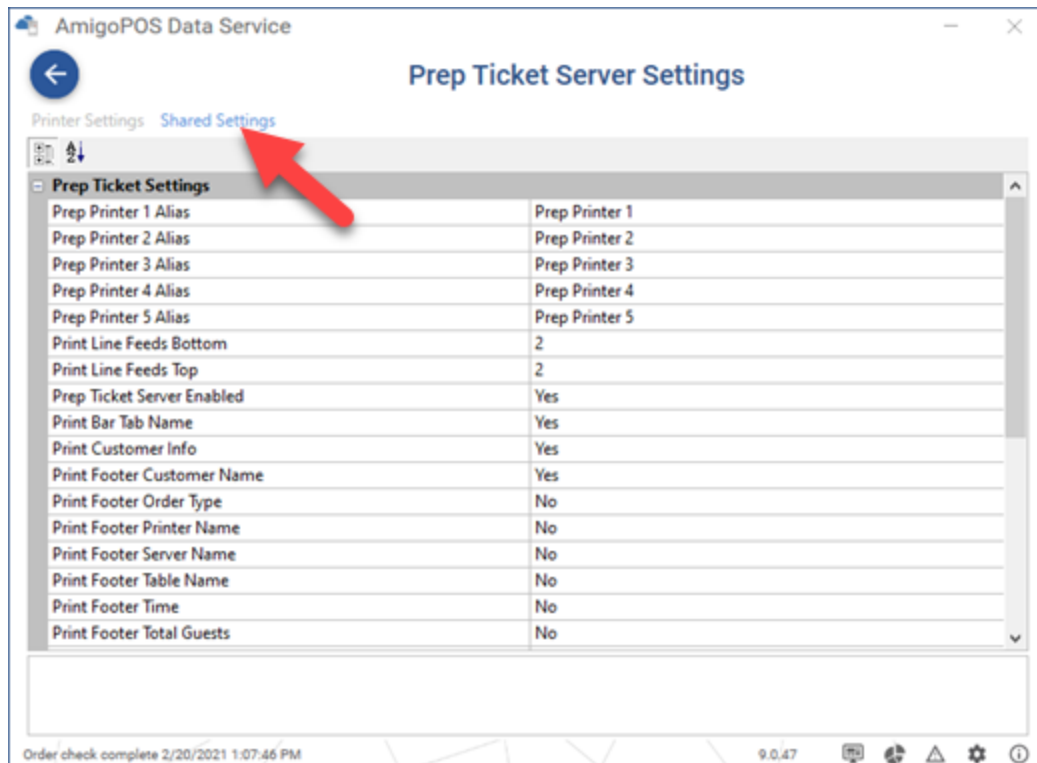 AmigoPOS Data Service
Prep Ticket Server Settings
Printer Settings Shared Settings
Prep Ticket Settings
Prep Printer 1 Alias Prep Printer 1
Prep Printer 2 Alias Prep Printer 2
Prep Printer 3 Alias Prep Printer 3
Prep Printer 4 Alias Prep Printer 4
Prep Printer 5 Alias Prep Printer 5
Print Line Feeds Bottom 2
Print Line Feeds Top 2
Prep Ticket Server Enabled Yes
Print Bar Tab Name Yes
Print Customer Info Yes
Print Footer Customer Name Yes
Print Footer Order Type No
Print Footer Printer Name No
Print Footer Server Name No
Print Footer Table Name No
Print Footer Time No
Print Footer Total Guests No
Order check complete 2/20/2021 1:07:46 PM 9.0.47